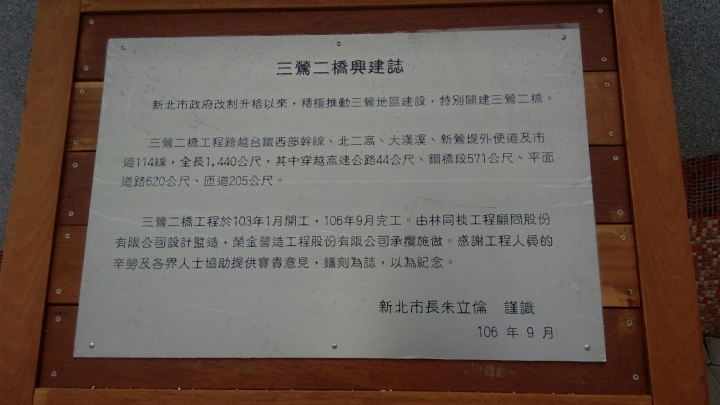 三鶯二橋興建誌
新北市政府改制升格以來，積極推動三鶯地區建設，特別闢建三鶯二橋。
三鶯二橋工程跨越台鐵西部幹線、北二高、大漢溪、新鶯堤外便道及市
道114線，全長1,440公尺，其中穿越高速公路44公尺、鋼橋段571公尺、平面
道路620公尺、匝道205公尺。
三鶯二橋工程於103年1月開工，106年9月完工。由林同棪工程顧問股份
有限公司設計監造，榮金營造工程股份有限公司承攬施做。感謝工程人員的
辛勞及各界人士協助提供寶貴意見，鐫刻為誌，以為紀念。
新北市長朱立倫　謹識
106 年 9 月